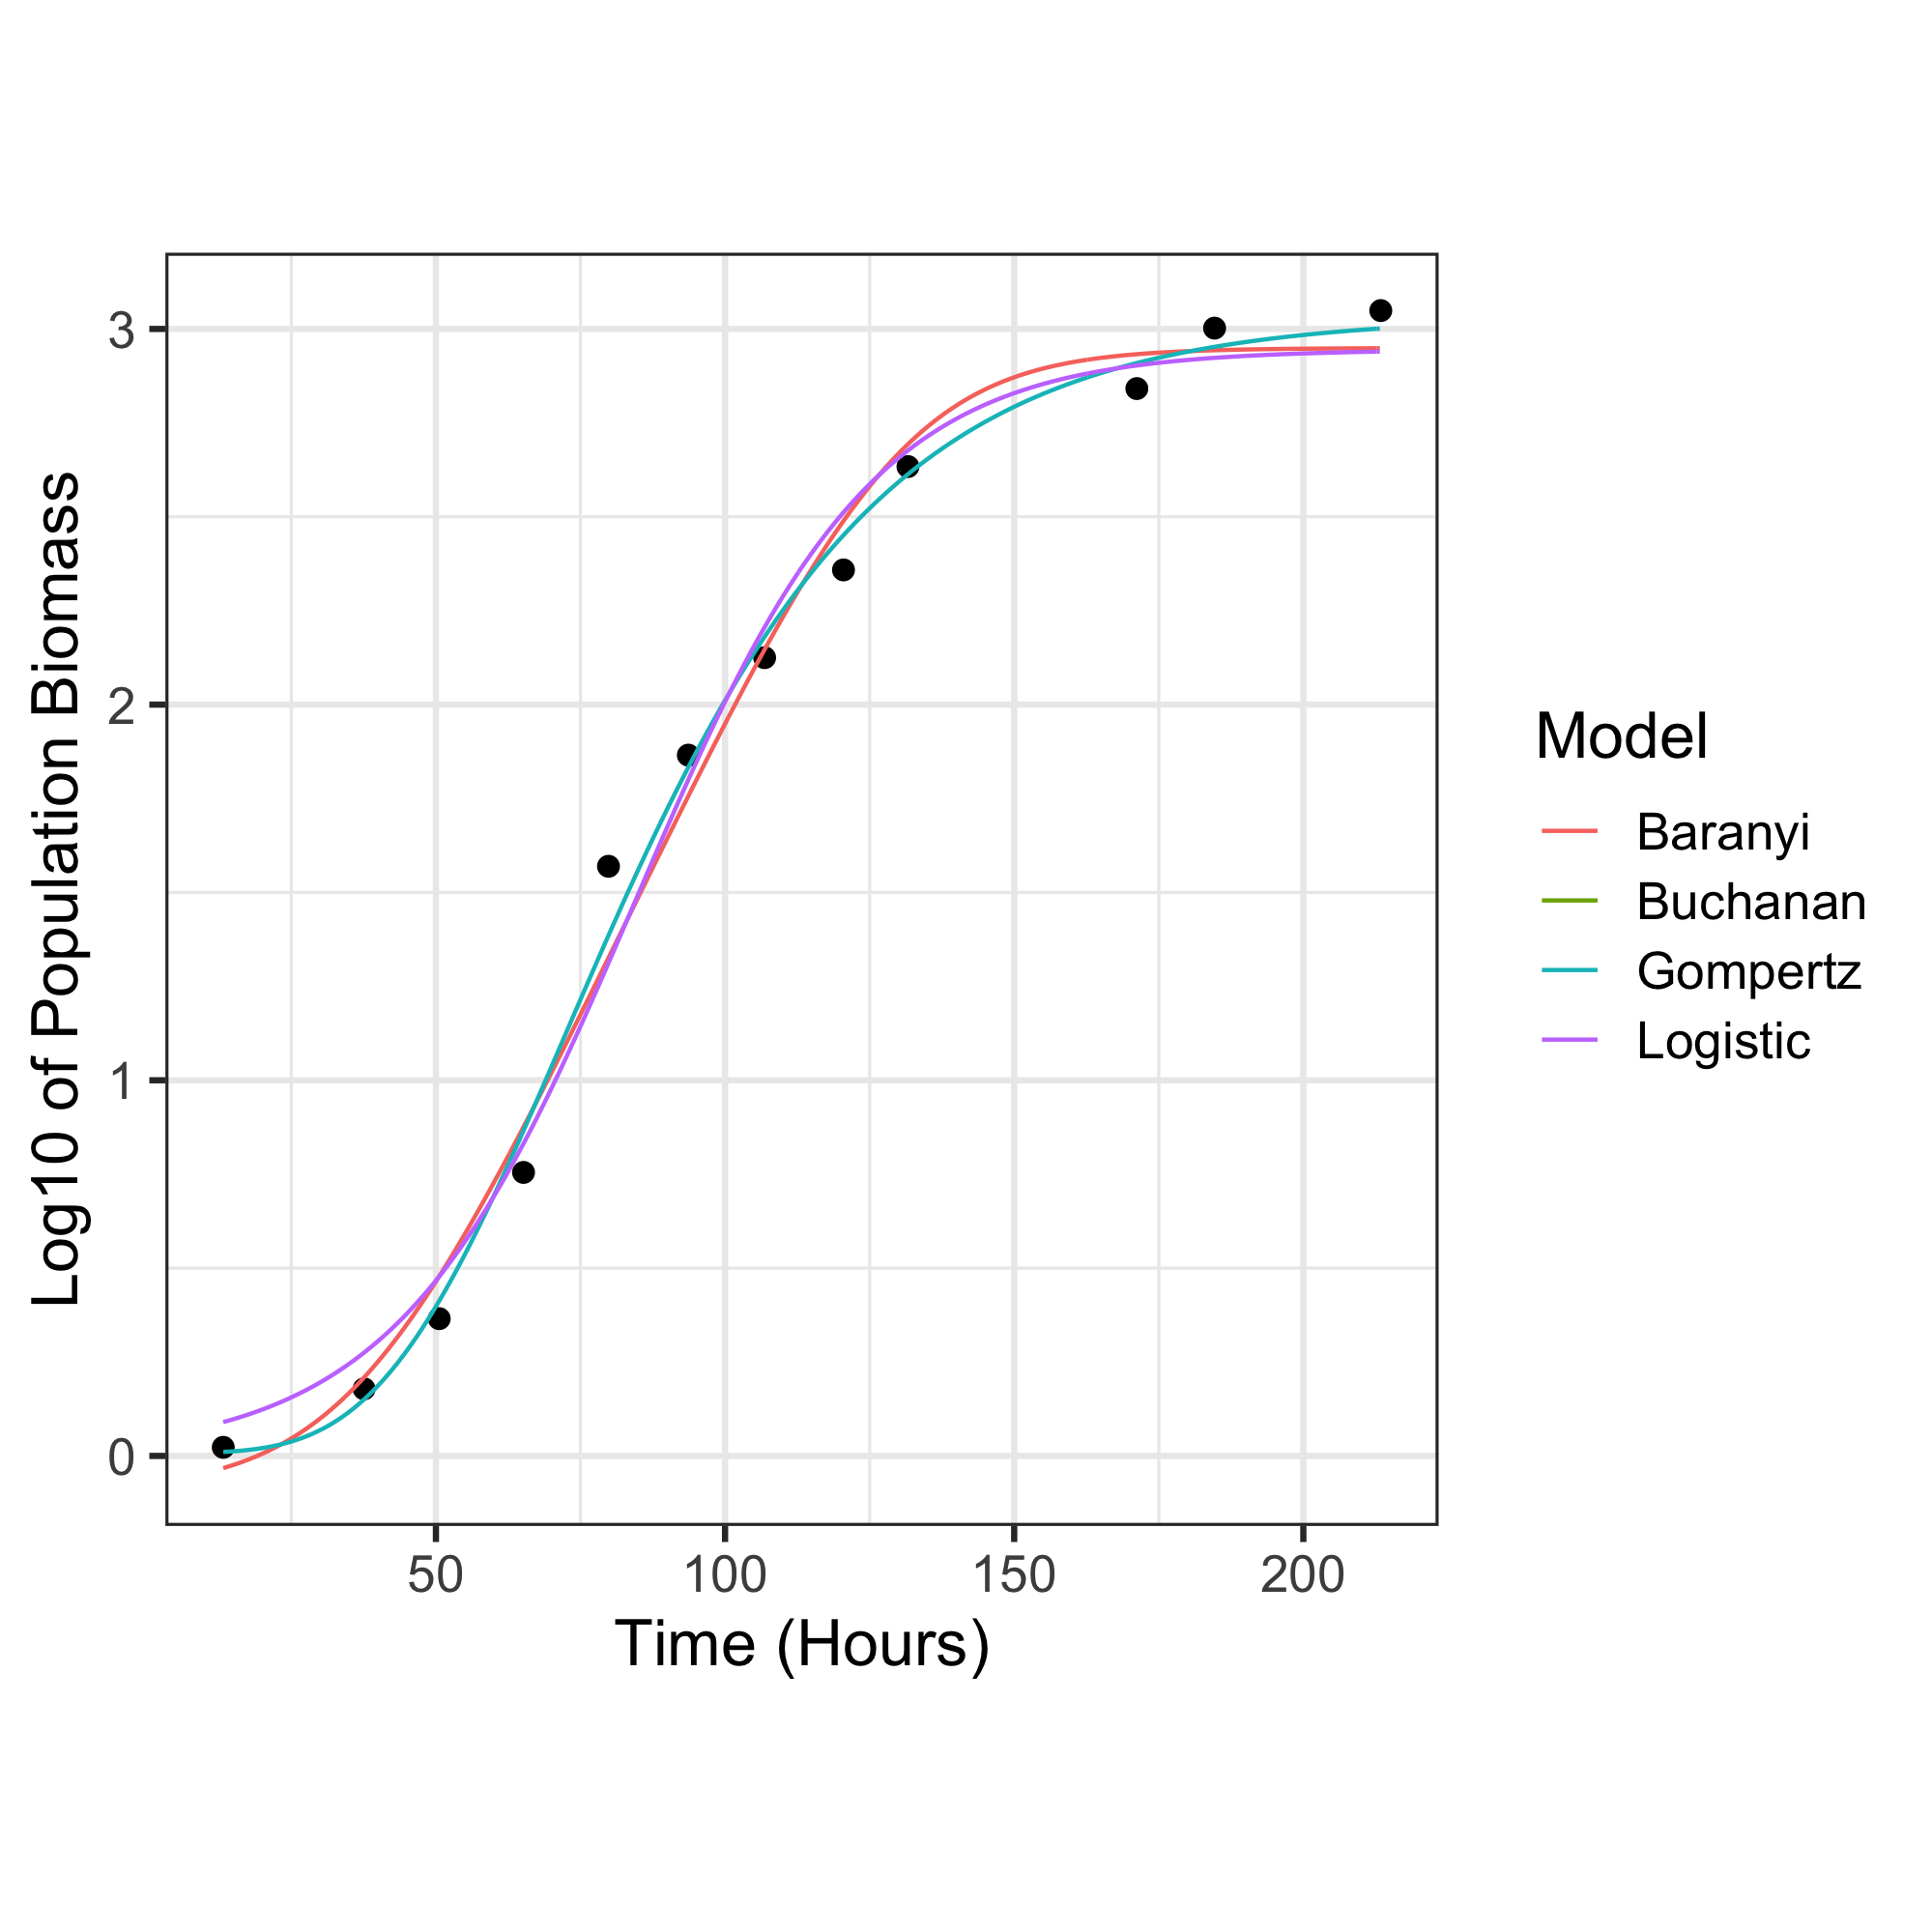 Log10 of Population Biomass
3
2
1
0
50
100
150
200
Time (Hours)
Model
Baranyi
Buchanan
Gompertz
Logistic